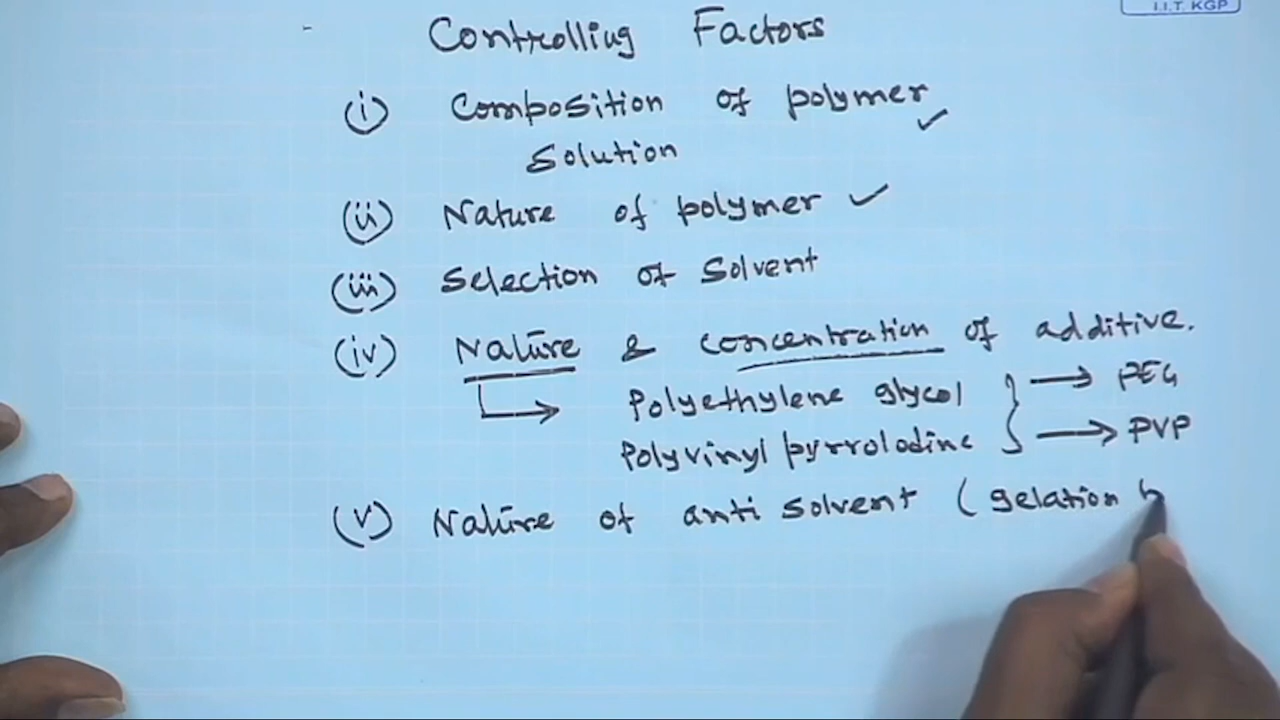 I.I.T. KGP
Controlling Factors
(i) Composition of polymer
solution
(ii) Nature of polymer
(iii) Selection of solvent
(iv) Nature & concentration of additive.
Polyethylene glycol → PEG
Polyvinyl pyrrolodine → PVP
(v) Nature of anti solvent (gelation